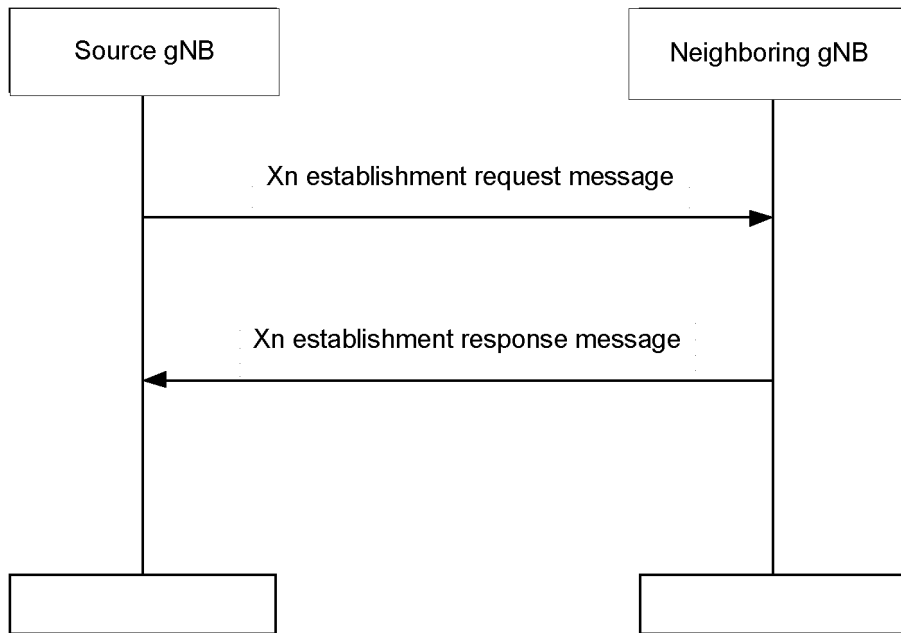 Source gNB
Neighboring gNB
Xn establishment request message
Xn establishment response message